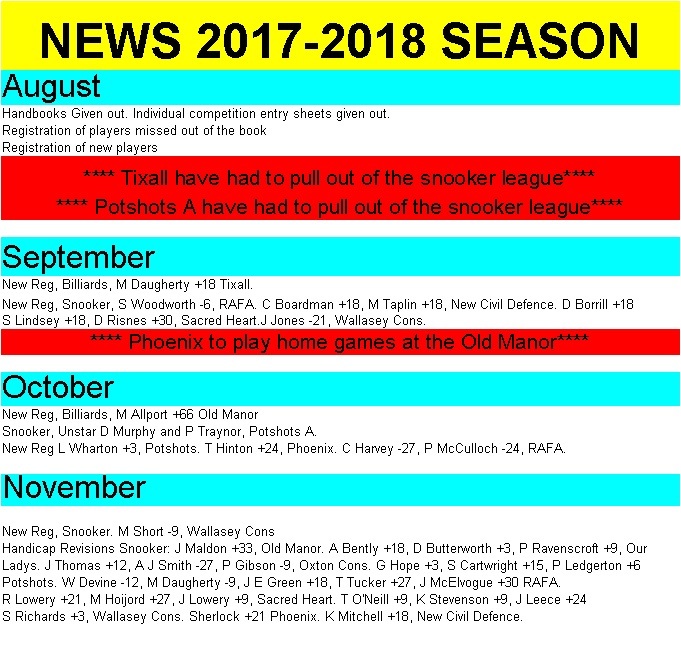 NEWS 2017-2018 SEASON
August
Handbooks Given out. Individual competition entry sheets given out.
Registration of players missed out of the book
Registration of new players
**** Tixall have had to pull out of the snooker league****
**** Potshots A have had to pull out of the snooker league****
September
New Reg, Billiards, M Daugherty +18 Tixall.
New Reg, Snooker, S Woodworth -6, RAFA. C Boardman +18, M Taplin +18, New Civil Defence. D Borrill +18
S Lindsey +18, D Risnes +30, Sacred Heart.J Jones -21, Wallasey Cons.
**** Phoenix to play home games at the Old Manor****
October
New Reg, Billiards, M Allport +66 Old Manor
Snooker, Unstar D Murphy and P Traynor, Potshots A.
New Reg L Wharton +3, Potshots. T Hinton +24, Phoenix. C Harvey -27, P McCulloch -24, RAFA.
November
New Reg, Snooker. M Short -9, Wallasey Cons
Handicap Revisions Snooker: J Maldon +33, Old Manor. A Bently +18, D Butterworth +3, P Ravenscroft +9, Our
Ladys. J Thomas +12, A J Smith -27, P Gibson -9, Oxton Cons. G Hope +3, S Cartwright +15, P Ledgerton +6
Potshots. W Devine -12, M Daugherty -9, J E Green +18, T Tucker +27, J McElvogue +30 RAFA.
R Lowery +21, M Hoijord +27, J Lowery +9, Sacred Heart. T O'Neill +9, K Stevenson +9, J Leece +24
S Richards +3, Wallasey Cons. Sherlock +21 Phoenix. K Mitchell +18, New Civil Defence.